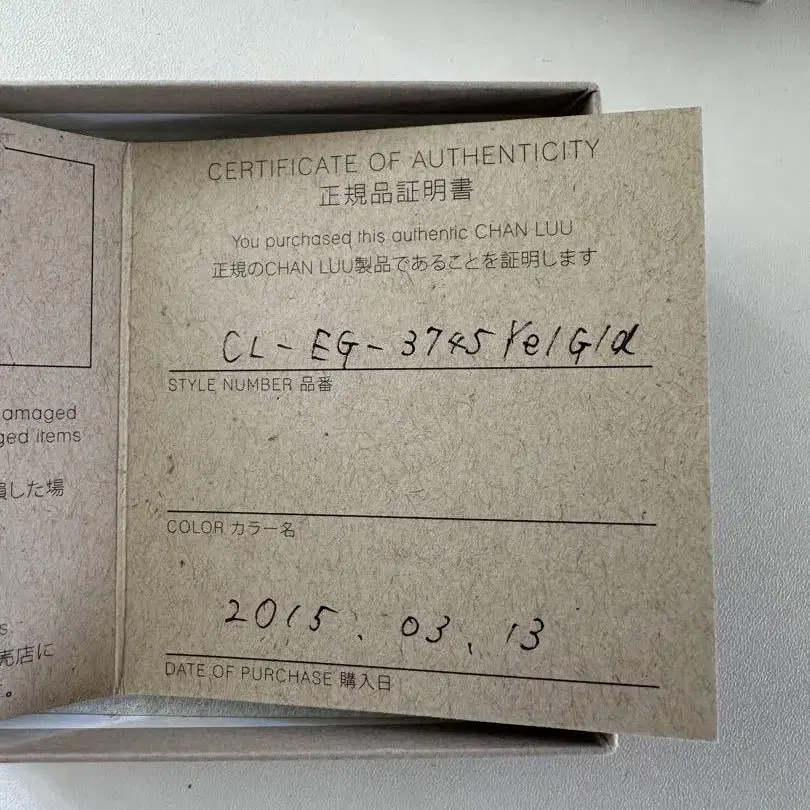 CERTIFICATE OF AUTHENTICITY
正規品証明書
You purchased this authentic CHAN LUU
正規のCHAN LUU製品であることを証明します
CL-EG-3745 Yel Gld
STYLE NUMBER 品番
COLOR カラー名
2015.03.13
DATE OF PURCHASE 購入日
amaged
ged items
した場
s
売店に
。